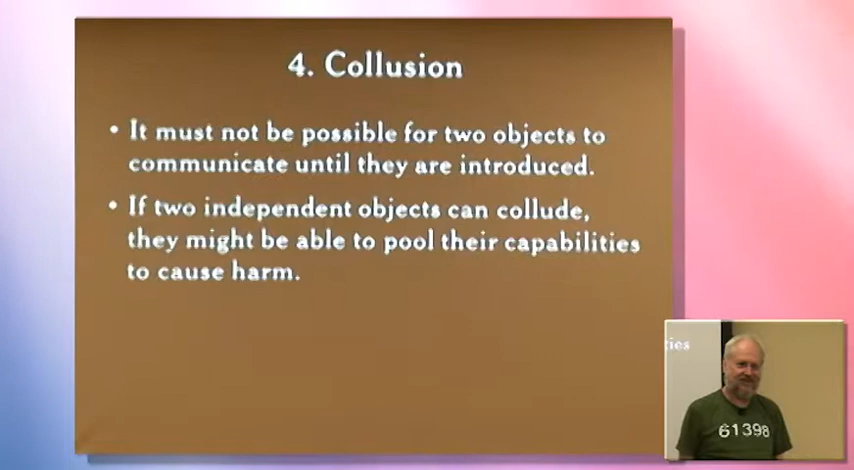 4. Collusion
• It must not be possible for two objects to
communicate until they are introduced.
• If two independent objects can collude,
they might be able to pool their capabilities
to cause harm.
61398